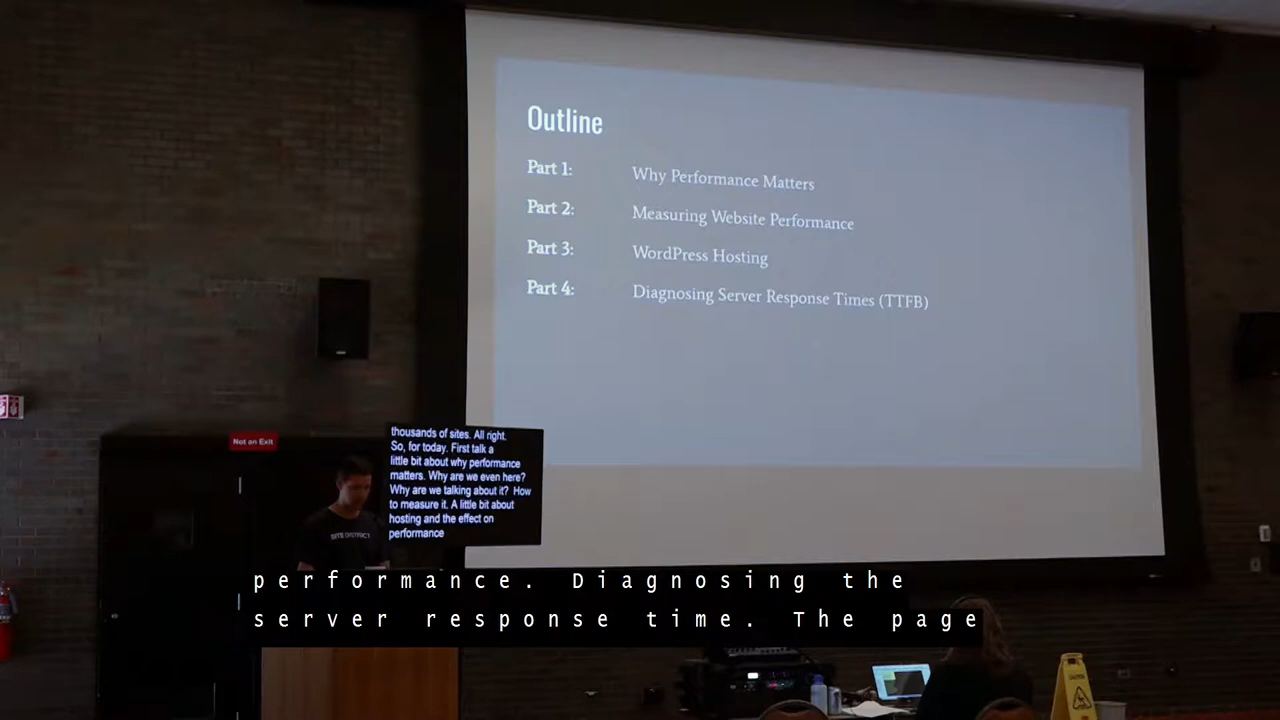 Outline
Part 1: Why Performance Matters
Part 2: Measuring Website Performance
Part 3: WordPress Hosting
Part 4: Diagnosing Server Response Times (TTFB)
Not an Exit
thousands of sites. All right.
So, for today. First talk a
little bit about why performance
matters. Why are we even here?
Why are we talking about it? How
to measure it. A little bit about
hosting and the effect on
performance
SITE DISTRICT
performance. Diagnosing the
server response time. The page
CAUTION